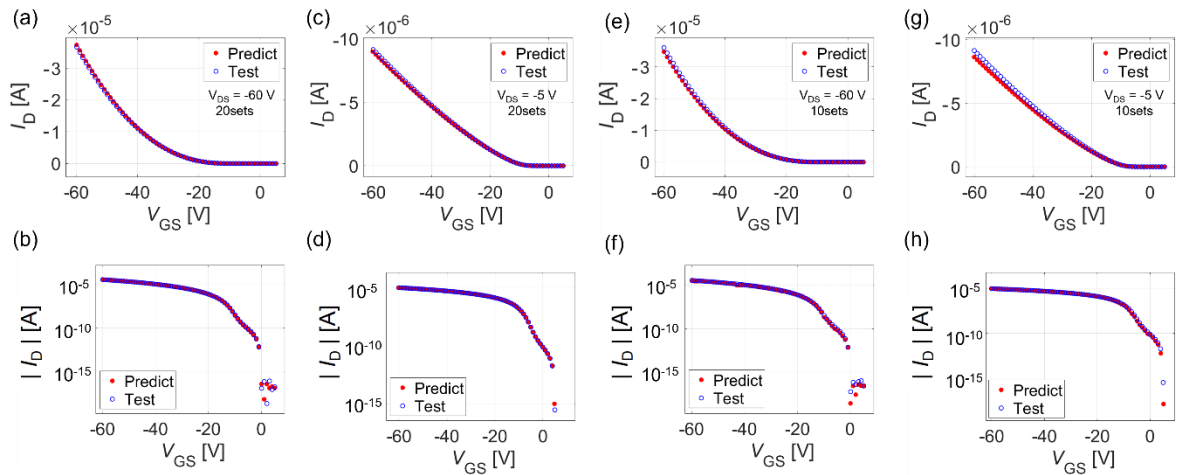 (a)
×10⁻⁵
-3
-2
-1
0
I_D [A]
Predict
Test
V_DS = -60 V
20sets
-60 -40 -20 0
V_GS [V]
(c)
-10 ×10⁻⁶
-5
0
I_D [A]
Predict
Test
V_DS = -5 V
20sets
-60 -40 -20 0
V_GS [V]
(e)
×10⁻⁵
-3
-2
-1
0
I_D [A]
Predict
Test
V_DS = -60 V
10sets
-60 -40 -20 0
V_GS [V]
(g)
-10 ×10⁻⁶
-5
0
I_D [A]
Predict
Test
V_DS = -5 V
10sets
-60 -40 -20 0
V_GS [V]
(b)
10⁻⁵
10⁻¹⁰
10⁻¹⁵
| I_D | [A]
Predict
Test
-60 -40 -20 0
V_GS [V]
(d)
10⁻⁵
10⁻¹⁰
10⁻¹⁵
| I_D | [A]
Predict
Test
-60 -40 -20 0
V_GS [V]
(f)
10⁻⁵
10⁻¹⁰
10⁻¹⁵
| I_D | [A]
Predict
Test
-60 -40 -20 0
V_GS [V]
(h)
10⁻⁵
10⁻¹⁰
10⁻¹⁵
| I_D | [A]
Predict
Test
-60 -40 -20 0
V_GS [V]